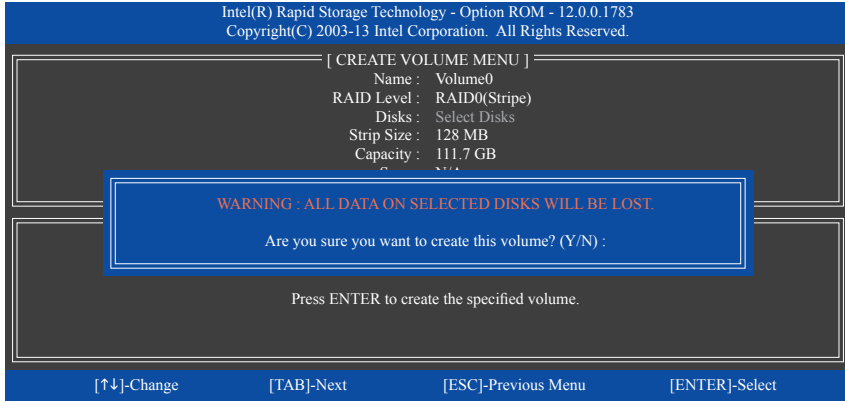 Intel(R) Rapid Storage Technology - Option ROM - 12.0.0.1783
Copyright(C) 2003-13 Intel Corporation. All Rights Reserved.
[ CREATE VOLUME MENU ]
Name : Volume0
RAID Level : RAID0(Stripe)
Disks : Select Disks
Strip Size : 128 MB
Capacity : 111.7 GB
WARNING : ALL DATA ON SELECTED DISKS WILL BE LOST.
Are you sure you want to create this volume? (Y/N) :
Press ENTER to create the specified volume.
[↑↓]-Change [TAB]-Next [ESC]-Previous Menu [ENTER]-Select